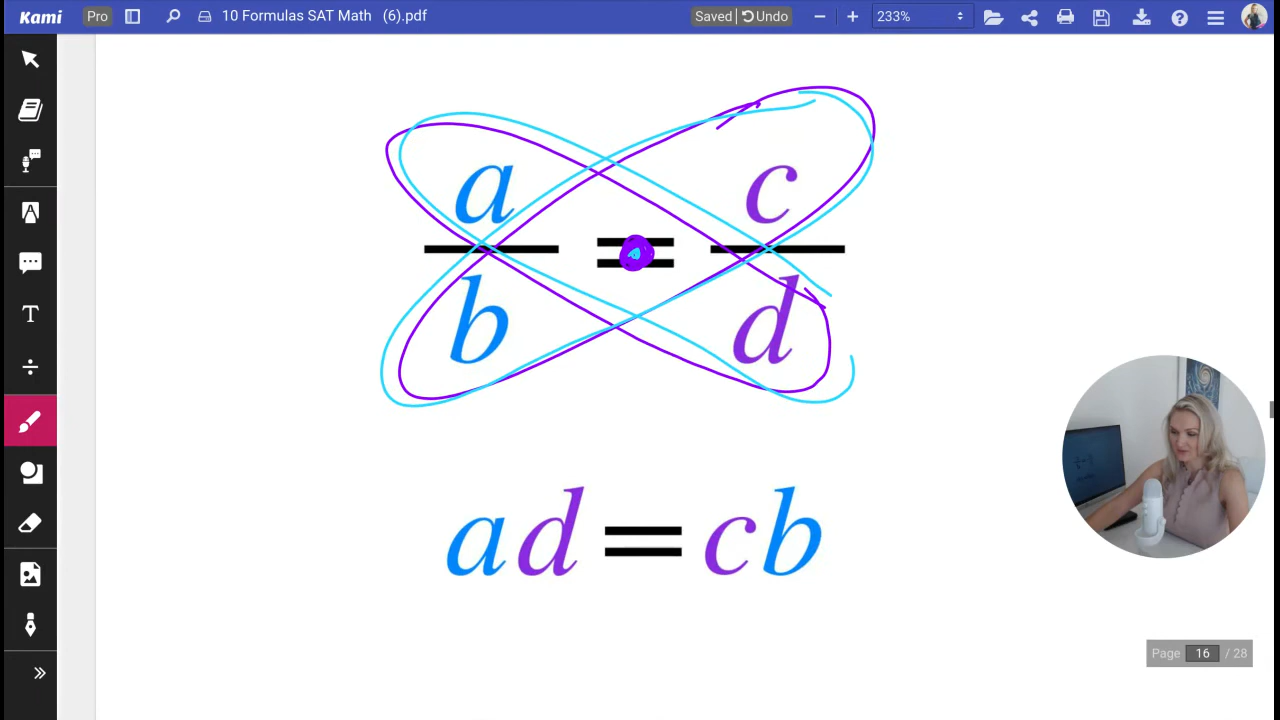 Kami Pro 10 Formulas SAT Math (6).pdf Saved Undo 233%
a c
= 
b d
ad = cb
Page 16 / 28